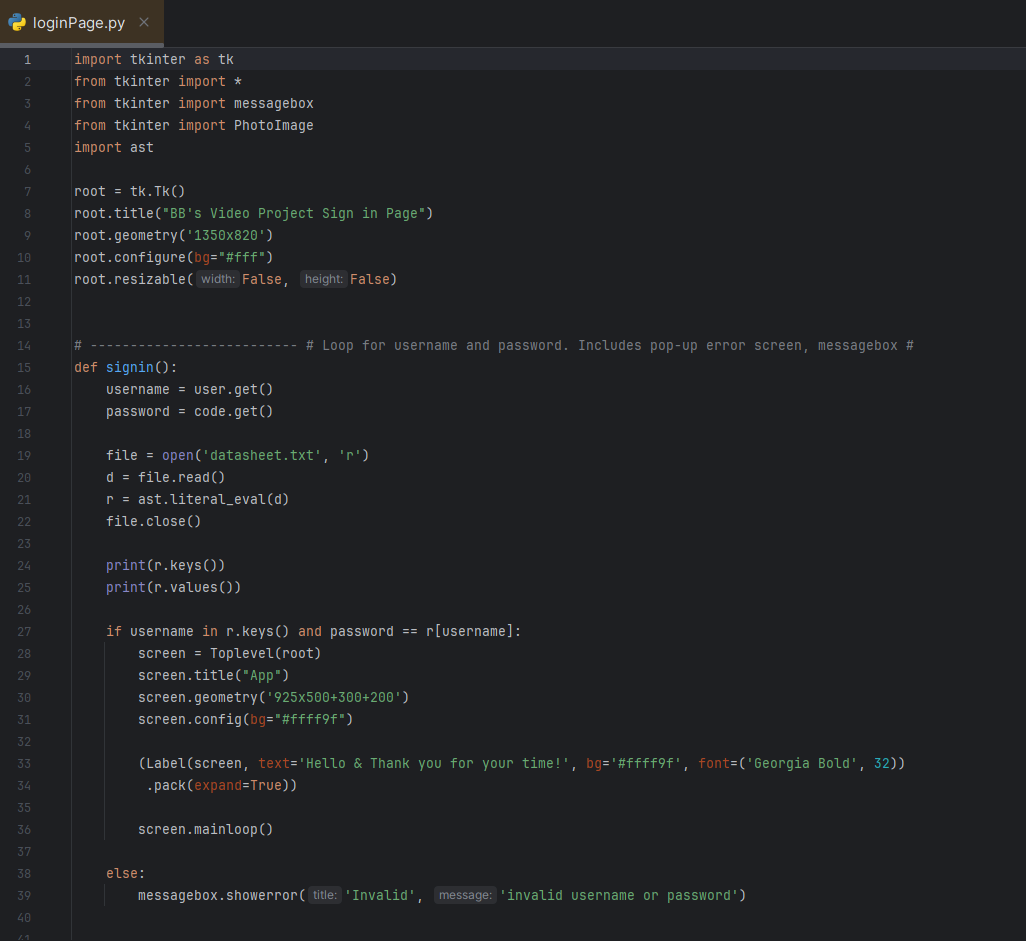 loginPage.py
1 import tkinter as tk
2 from tkinter import *
3 from tkinter import messagebox
4 from tkinter import PhotoImage
5 import ast
6
7 root = tk.Tk()
8 root.title("BB's Video Project Sign in Page")
9 root.geometry('1350x820')
10 root.configure(bg="#fff")
11 root.resizable( width: False, height: False)
12
13
14 # -------------------------- # Loop for username and password. Includes pop-up error screen, messagebox #
15 def signin():
16     username = user.get()
17     password = code.get()
18
19     file = open('datasheet.txt', 'r')
20     d = file.read()
21     r = ast.literal_eval(d)
22     file.close()
23
24     print(r.keys())
25     print(r.values())
26
27     if username in r.keys() and password == r[username]:
28         screen = Toplevel(root)
29         screen.title("App")
30         screen.geometry('925x500+300+200')
31         screen.config(bg="#ffff9f")
32
33         (Label(screen, text='Hello & Thank you for your time!', bg='#ffff9f', font=('Georgia Bold', 32))
34          .pack(expand=True))
35
36         screen.mainloop()
37
38     else:
39         messagebox.showerror( title: 'Invalid', message: 'invalid username or password')
40
41